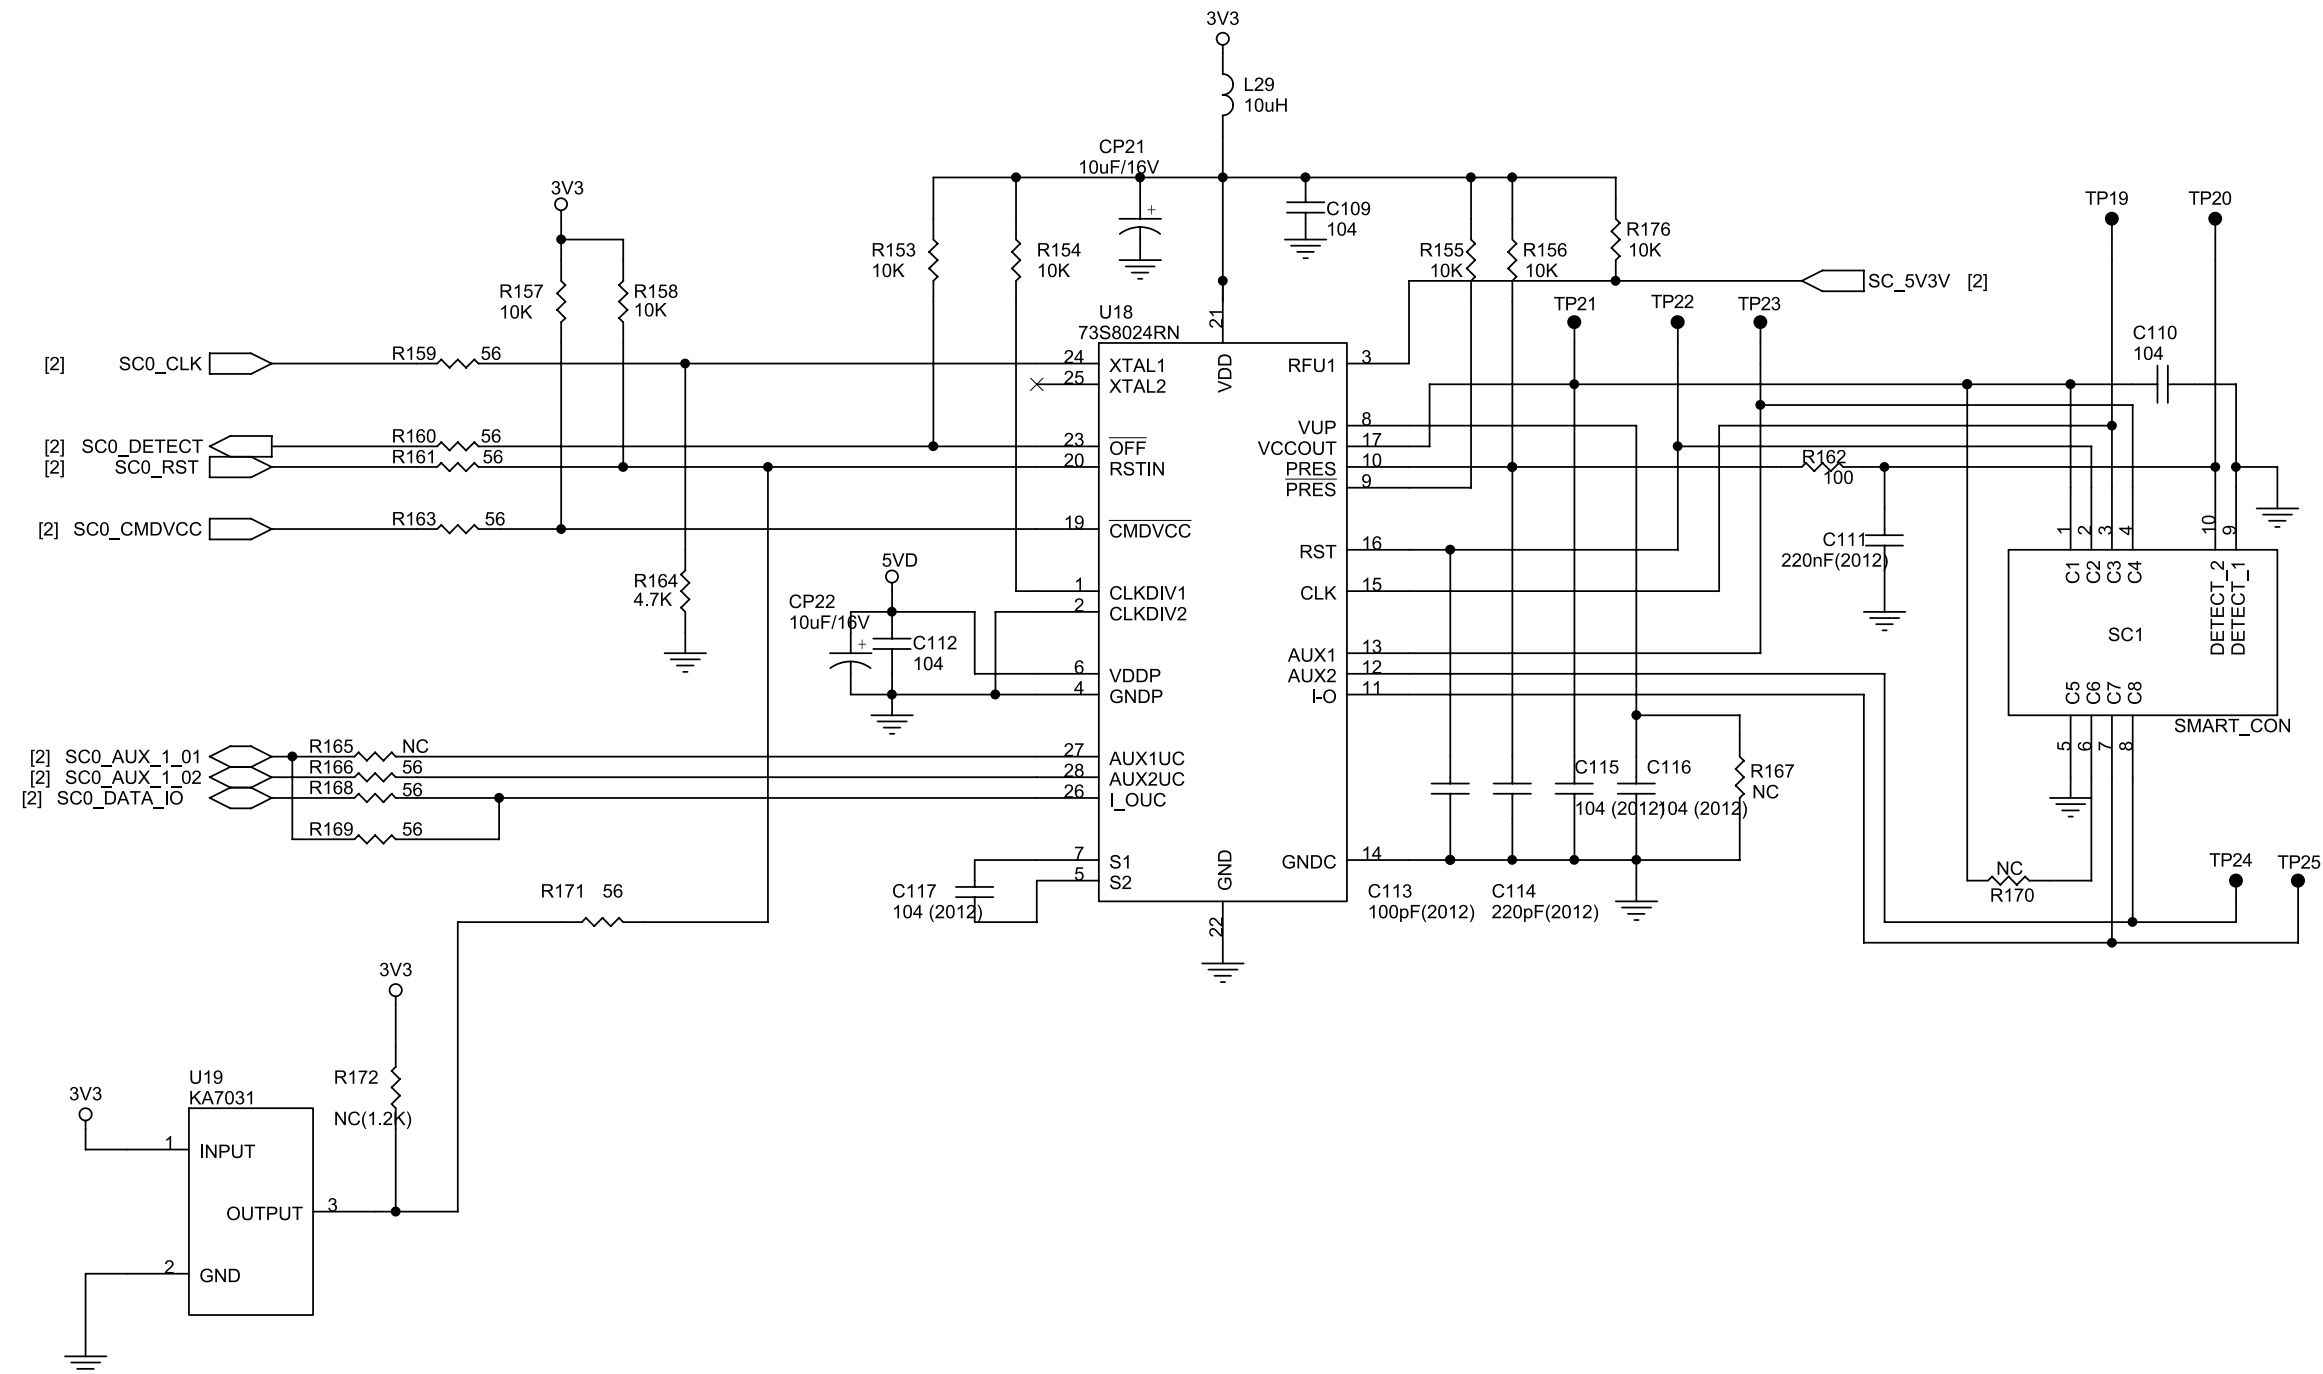 3V3
L29
10uH
CP21
10uF/16V
3V3
C109
104
TP19
TP20
R153
10K
R154
10K
R155
10K
R156
10K
R176
10K
SC_5V3V [2]
R157
10K
R158
10K
U18
73S8024RN
21
TP21
TP22
TP23
C110
104
[2] SC0_CLK
R159 56
24
XTAL1
25
XTAL2
VDD
RFU1
3
[2] SC0_DETECT
R160 56
23
OFF
[2] SC0_RST
R161 56
20
RSTIN
VUP
8
VCCOUT
17
PRES
10
PRES
9
R162
100
[2] SC0_CMDVCC
R163 56
19
CMDVCC
RST
16
CLK
15
C111
220nF(2012)
1
2
3
4
10
9
C1
C2
C3
C4
DETECT_2
DETECT_1
SC1
C5
C6
C7
C8
SMART_CON
5
6
7
8
R164
4.7K
5VD
CP22
10uF/16V
C112
104
1
CLKDIV1
2
CLKDIV2
6
VDDP
4
GNDP
AUX1
13
AUX2
12
I-O
11
[2] SC0_AUX_1_01
R165 NC
27
AUX1UC
[2] SC0_AUX_1_02
R166 56
28
AUX2UC
[2] SC0_DATA_IO
R168 56
26
I_OUC
R169 56
C115
104 (2012)
C116
104 (2012)
R167
NC
7
S1
5
S2
GND
GNDC
14
C117
104 (2012)
22
C113
100pF(2012)
C114
220pF(2012)
NC
R170
TP24
TP25
R171 56
3V3
R172
NC(1.2K)
3V3
U19
KA7031
1
INPUT
OUTPUT
3
2
GND